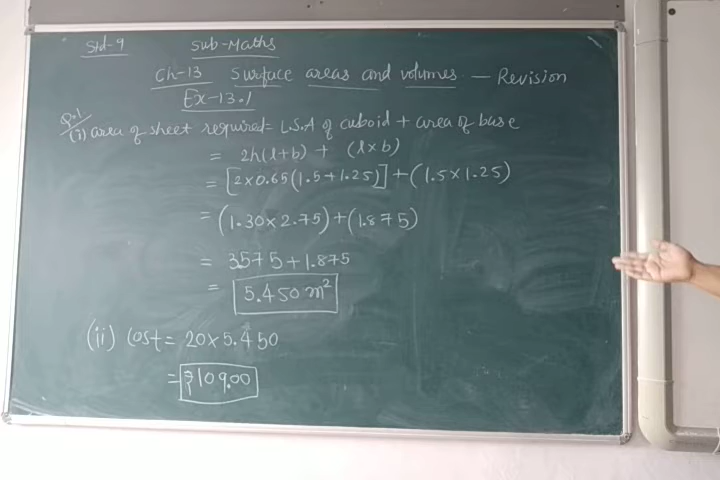 Std-9 Sub-Maths
Ch-13 Surface areas and volumes — Revision
Ex-13.1
Q.1
(i) area of sheet required = L.S.A of cuboid + area of base
= 2h(l+b) + (l×b)
= [2×0.65(1.5+1.25)] + (1.5×1.25)
= (1.30×2.75)+(1.875)
= 3.575+1.875
= 5.450 m²
(ii) Cost = 20×5.450
= ₹109.00